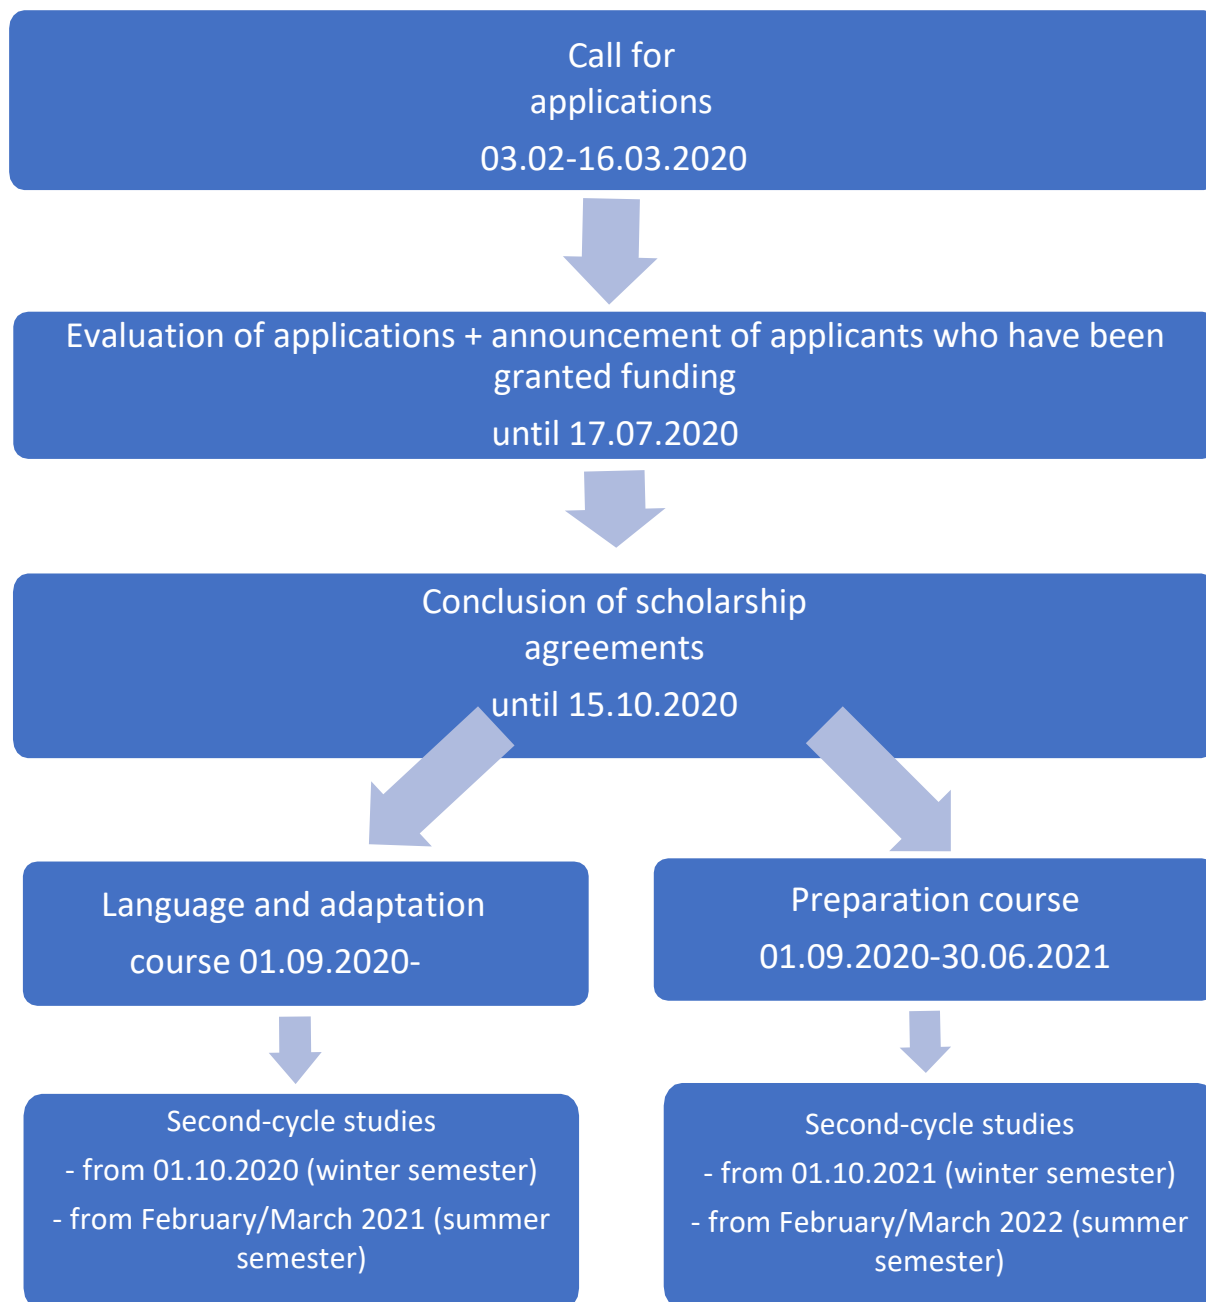 Call for
applications
03.02-16.03.2020
Evaluation of applications + announcement of applicants who have been
granted funding
until 17.07.2020
Conclusion of scholarship
agreements
until 15.10.2020
Language and adaptation
course 01.09.2020-
Preparation course
01.09.2020-30.06.2021
Second-cycle studies
- from 01.10.2020 (winter semester)
- from February/March 2021 (summer
semester)
Second-cycle studies
- from 01.10.2021 (winter semester)
- from February/March 2022 (summer
semester)